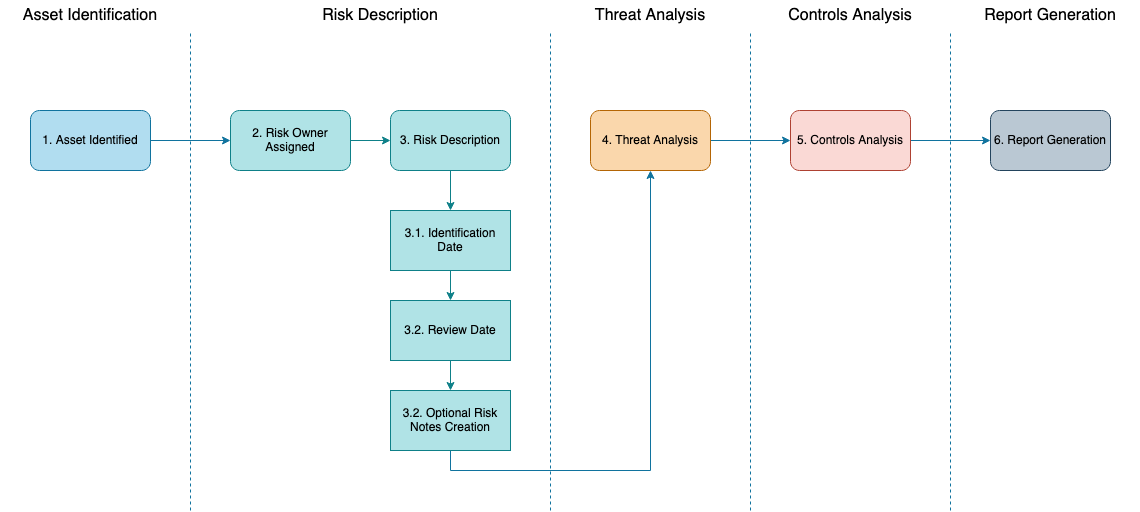 Asset Identification
Risk Description
Threat Analysis
Controls Analysis
Report Generation
1. Asset Identified
2. Risk Owner
Assigned
3. Risk Description
4. Threat Analysis
5. Controls Analysis
6. Report Generation
3.1. Identification
Date
3.2. Review Date
3.2. Optional Risk
Notes Creation